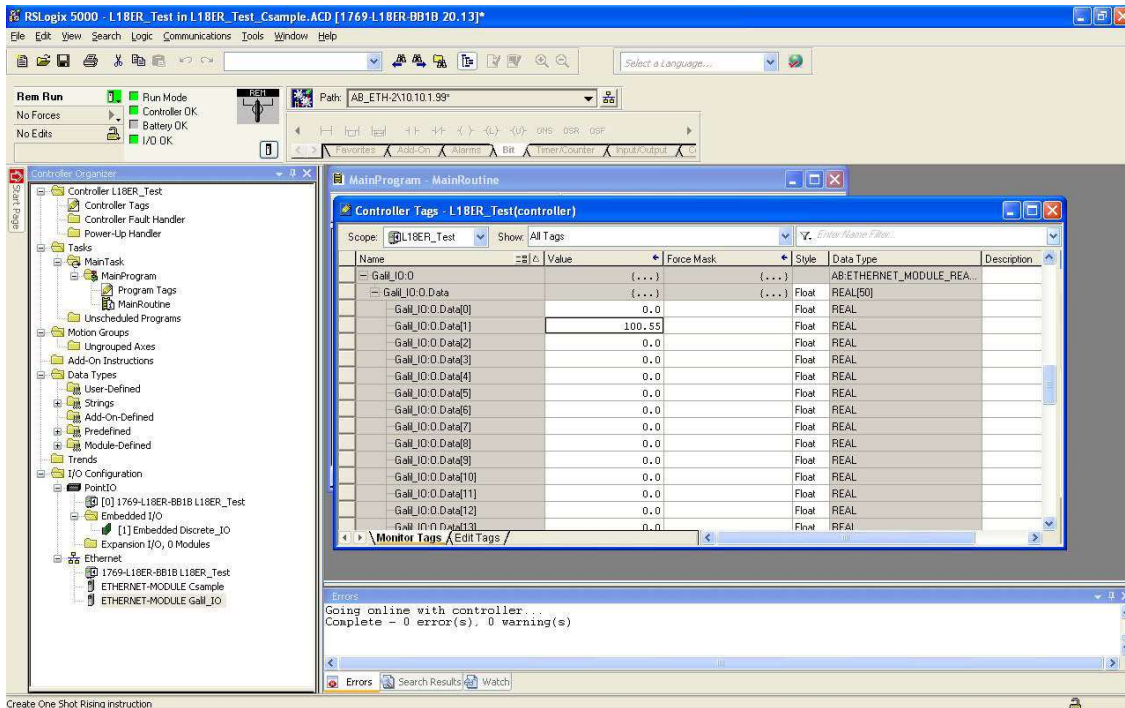 RSLogix 5000 - L18ER_Test in L18ER_Test_Csample.ACD [1769-L18ER-BB1B 20.13]*
File Edit View Search Logic Communications Tools Window Help
Select a Language...
Rem Run
No Forces
No Edits
Run Mode
Controller OK
Battery OK
I/O OK
REM
Path: AB_ETH-2\10.10.1.99*
ONS OSR OSF
Favorites Add-On Alarms Bit Timer/Counter Input/Output
Start Page
Controller Organizer
Controller L18ER_Test
Controller Tags
Controller Fault Handler
Power-Up Handler
Tasks
MainTask
MainProgram
Program Tags
MainRoutine
Unscheduled Programs
Motion Groups
Ungrouped Axes
Add-On Instructions
Data Types
User-Defined
Strings
Add-On-Defined
Predefined
Module-Defined
Trends
I/O Configuration
PointIO
[0] 1769-L18ER-BB1B L18ER_Test
Embedded I/O
[1] Embedded Discrete_IO
Expansion I/O, 0 Modules
Ethernet
1769-L18ER-BB1B L18ER_Test
ETHERNET-MODULE Csample
ETHERNET-MODULE Galil_IO
MainProgram - MainRoutine
Controller Tags - L18ER_Test(controller)
Scope: L18ER_Test Show: All Tags Enter Name Filter...
Name Value Force Mask Style Data Type Description
Galil_IO:O {...} {...} AB:ETHERNET_MODULE_REA...
Galil_IO:O.Data {...} {...} Float REAL[50]
Galil_IO:O.Data[0] 0.0 Float REAL
Galil_IO:O.Data[1] 100.55 Float REAL
Galil_IO:O.Data[2] 0.0 Float REAL
Galil_IO:O.Data[3] 0.0 Float REAL
Galil_IO:O.Data[4] 0.0 Float REAL
Galil_IO:O.Data[5] 0.0 Float REAL
Galil_IO:O.Data[6] 0.0 Float REAL
Galil_IO:O.Data[7] 0.0 Float REAL
Galil_IO:O.Data[8] 0.0 Float REAL
Galil_IO:O.Data[9] 0.0 Float REAL
Galil_IO:O.Data[10] 0.0 Float REAL
Galil_IO:O.Data[11] 0.0 Float REAL
Galil_IO:O.Data[12] 0.0 Float REAL
Galil_IO:O.Data[13] 0.0 Float REAL
Monitor Tags Edit Tags
Errors
Going online with controller...
Complete - 0 error(s), 0 warning(s)
Errors Search Results Watch
Create One Shot Rising instruction